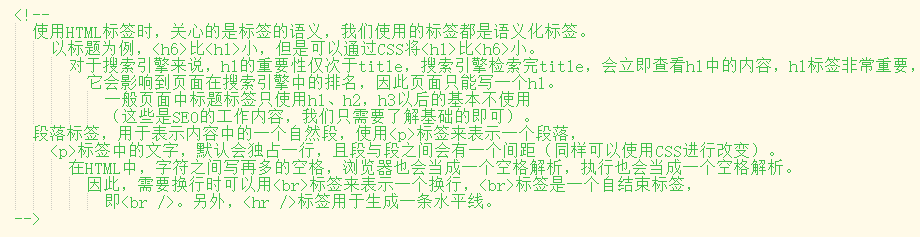 <!--
使用HTML标签时，关心的是标签的语义，我们使用的标签都是语义化标签。
以标题为例，<h6>比<h1>小，但是可以通过CSS将<h1>比<h6>小。
对于搜索引擎来说，h1的重要性仅次于title，搜索引擎检索完title，会立即查看h1中的内容，h1标签非常重要，
它会影响到页面在搜索引擎中的排名，因此页面只能写一个h1。
一般页面中标题标签只使用h1、h2，h3以后的基本不使用
（这些是SEO的工作内容，我们只需要了解基础的即可）。
段落标签，用于表示内容中的一个自然段，使用<p>标签来表示一个段落，
<p>标签中的文字，默认会独占一行，且段与段之间会有一个间距（同样可以使用CSS进行改变）。
在HTML中，字符之间写再多的空格，浏览器也会当成一个空格解析，执行也会当成一个空格解析。
因此，需要换行时可以用<br>标签来表示一个换行，<br>标签是一个自结束标签，
即<br />。另外，<hr />标签用于生成一条水平线。
-->